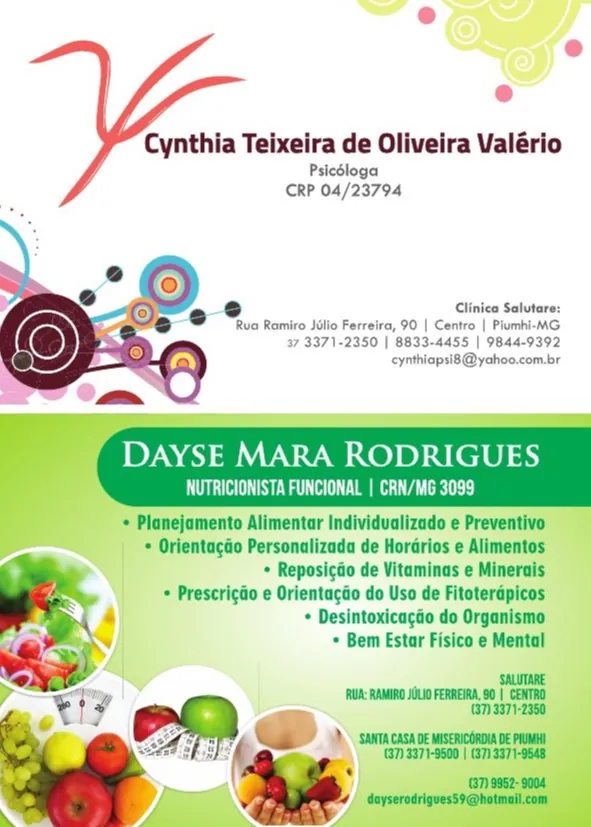 Cynthia Teixeira de Oliveira Valério
Psicóloga
CRP 04/23794
Clínica Salutare:
Rua Ramiro Júlio Ferreira, 90 | Centro | Piumhi-MG
37 3371-2350 | 8833-4455 | 9844-9392
cynthiapsi8@yahoo.com.br
DAYSE MARA RODRIGUES
NUTRICIONISTA FUNCIONAL | CRN/MG 3099
• Planejamento Alimentar Individualizado e Preventivo
• Orientação Personalizada de Horários e Alimentos
• Reposição de Vitaminas e Minerais
• Prescrição e Orientação do Uso de Fitoterápicos
• Desintoxicação do Organismo
• Bem Estar Físico e Mental
SALUTARE
RUA: RAMIRO JÚLIO FERREIRA, 90 | CENTRO
(37) 3371-2350
SANTA CASA DE MISERICÓRDIA DE PIUMHI
(37) 3371-9500 | (37) 3371-9548
(37) 9952- 9004
dayserodrigues59@hotmail.com
260 0 20